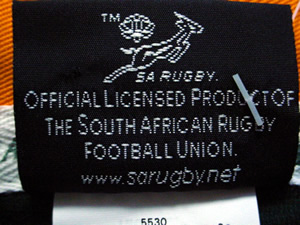 TM
SA RUGBY.
OFFICIAL LICENSED PRODUCT OF
THE SOUTH AFRICAN RUGBY
FOOTBALL UNION.
www.sarugby.net
5530